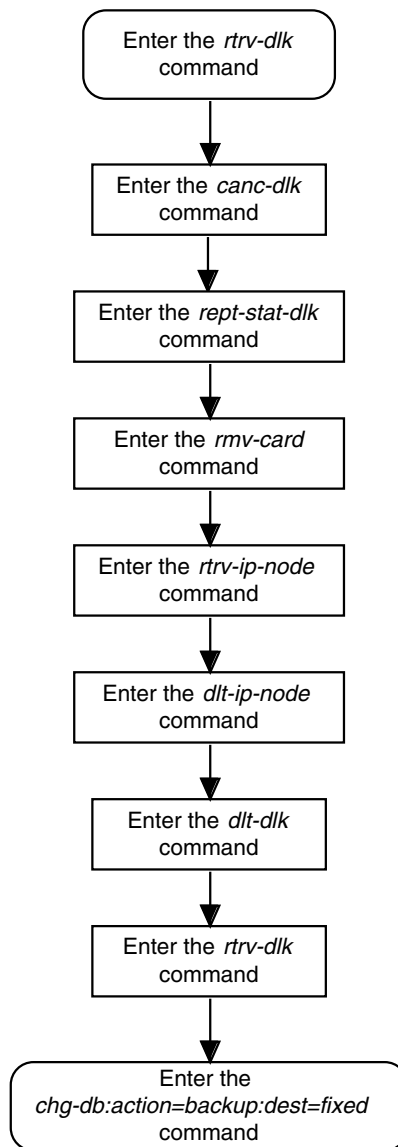 Enter the rtrv-dlk
command
Enter the canc-dlk
command
Enter the rept-stat-dlk
command
Enter the rmv-card
command
Enter the rtrv-ip-node
command
Enter the dlt-ip-node
command
Enter the dlt-dlk
command
Enter the rtrv-dlk
command
Enter the
chg-db:action=backup:dest=fixed
command